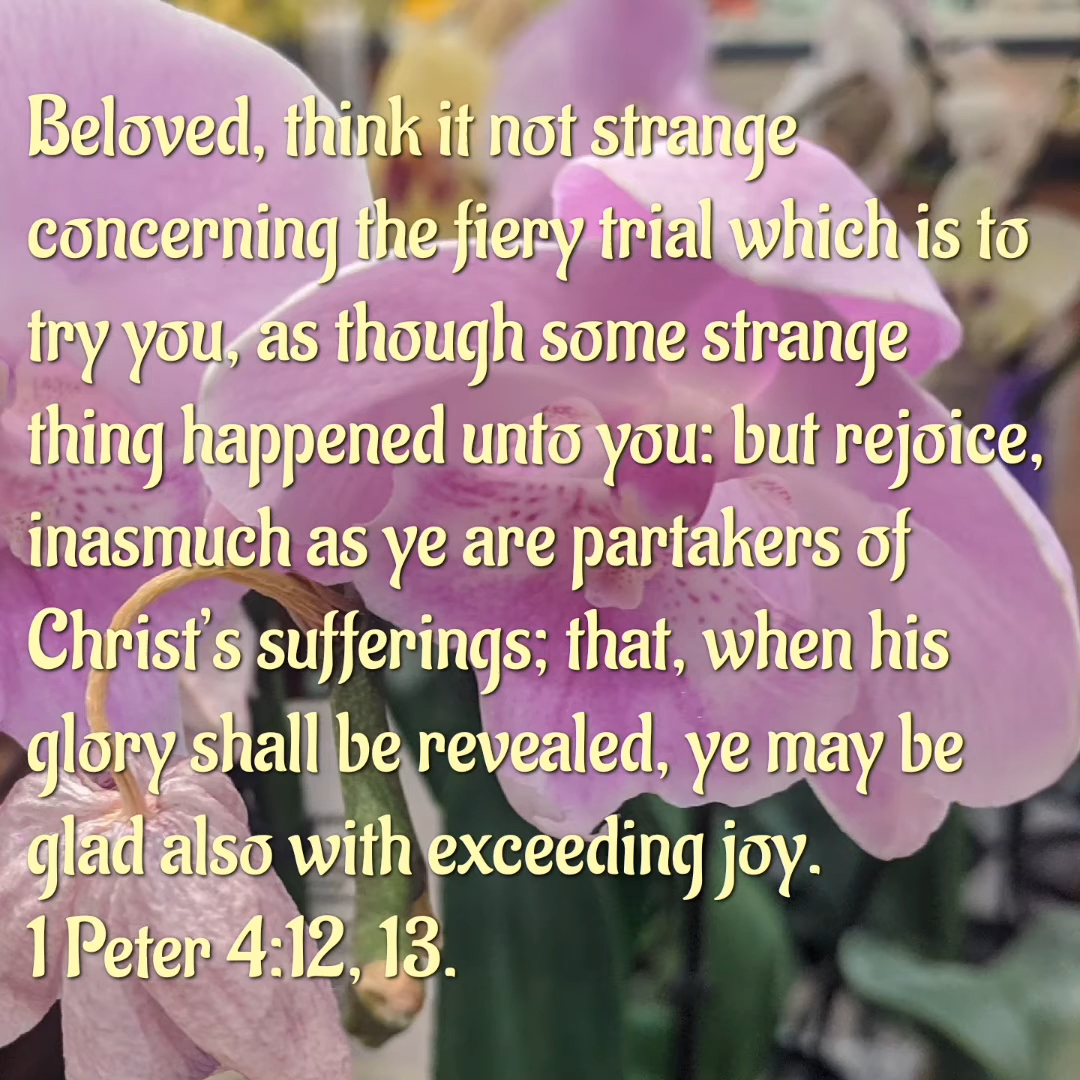 Beloved, think it not strange
concerning the fiery trial which is to
try you, as though some strange
thing happened unto you: but rejoice,
inasmuch as ye are partakers of
Christ's sufferings; that, when his
glory shall be revealed, ye may be
glad also with exceeding joy.
1 Peter 4:12, 13.